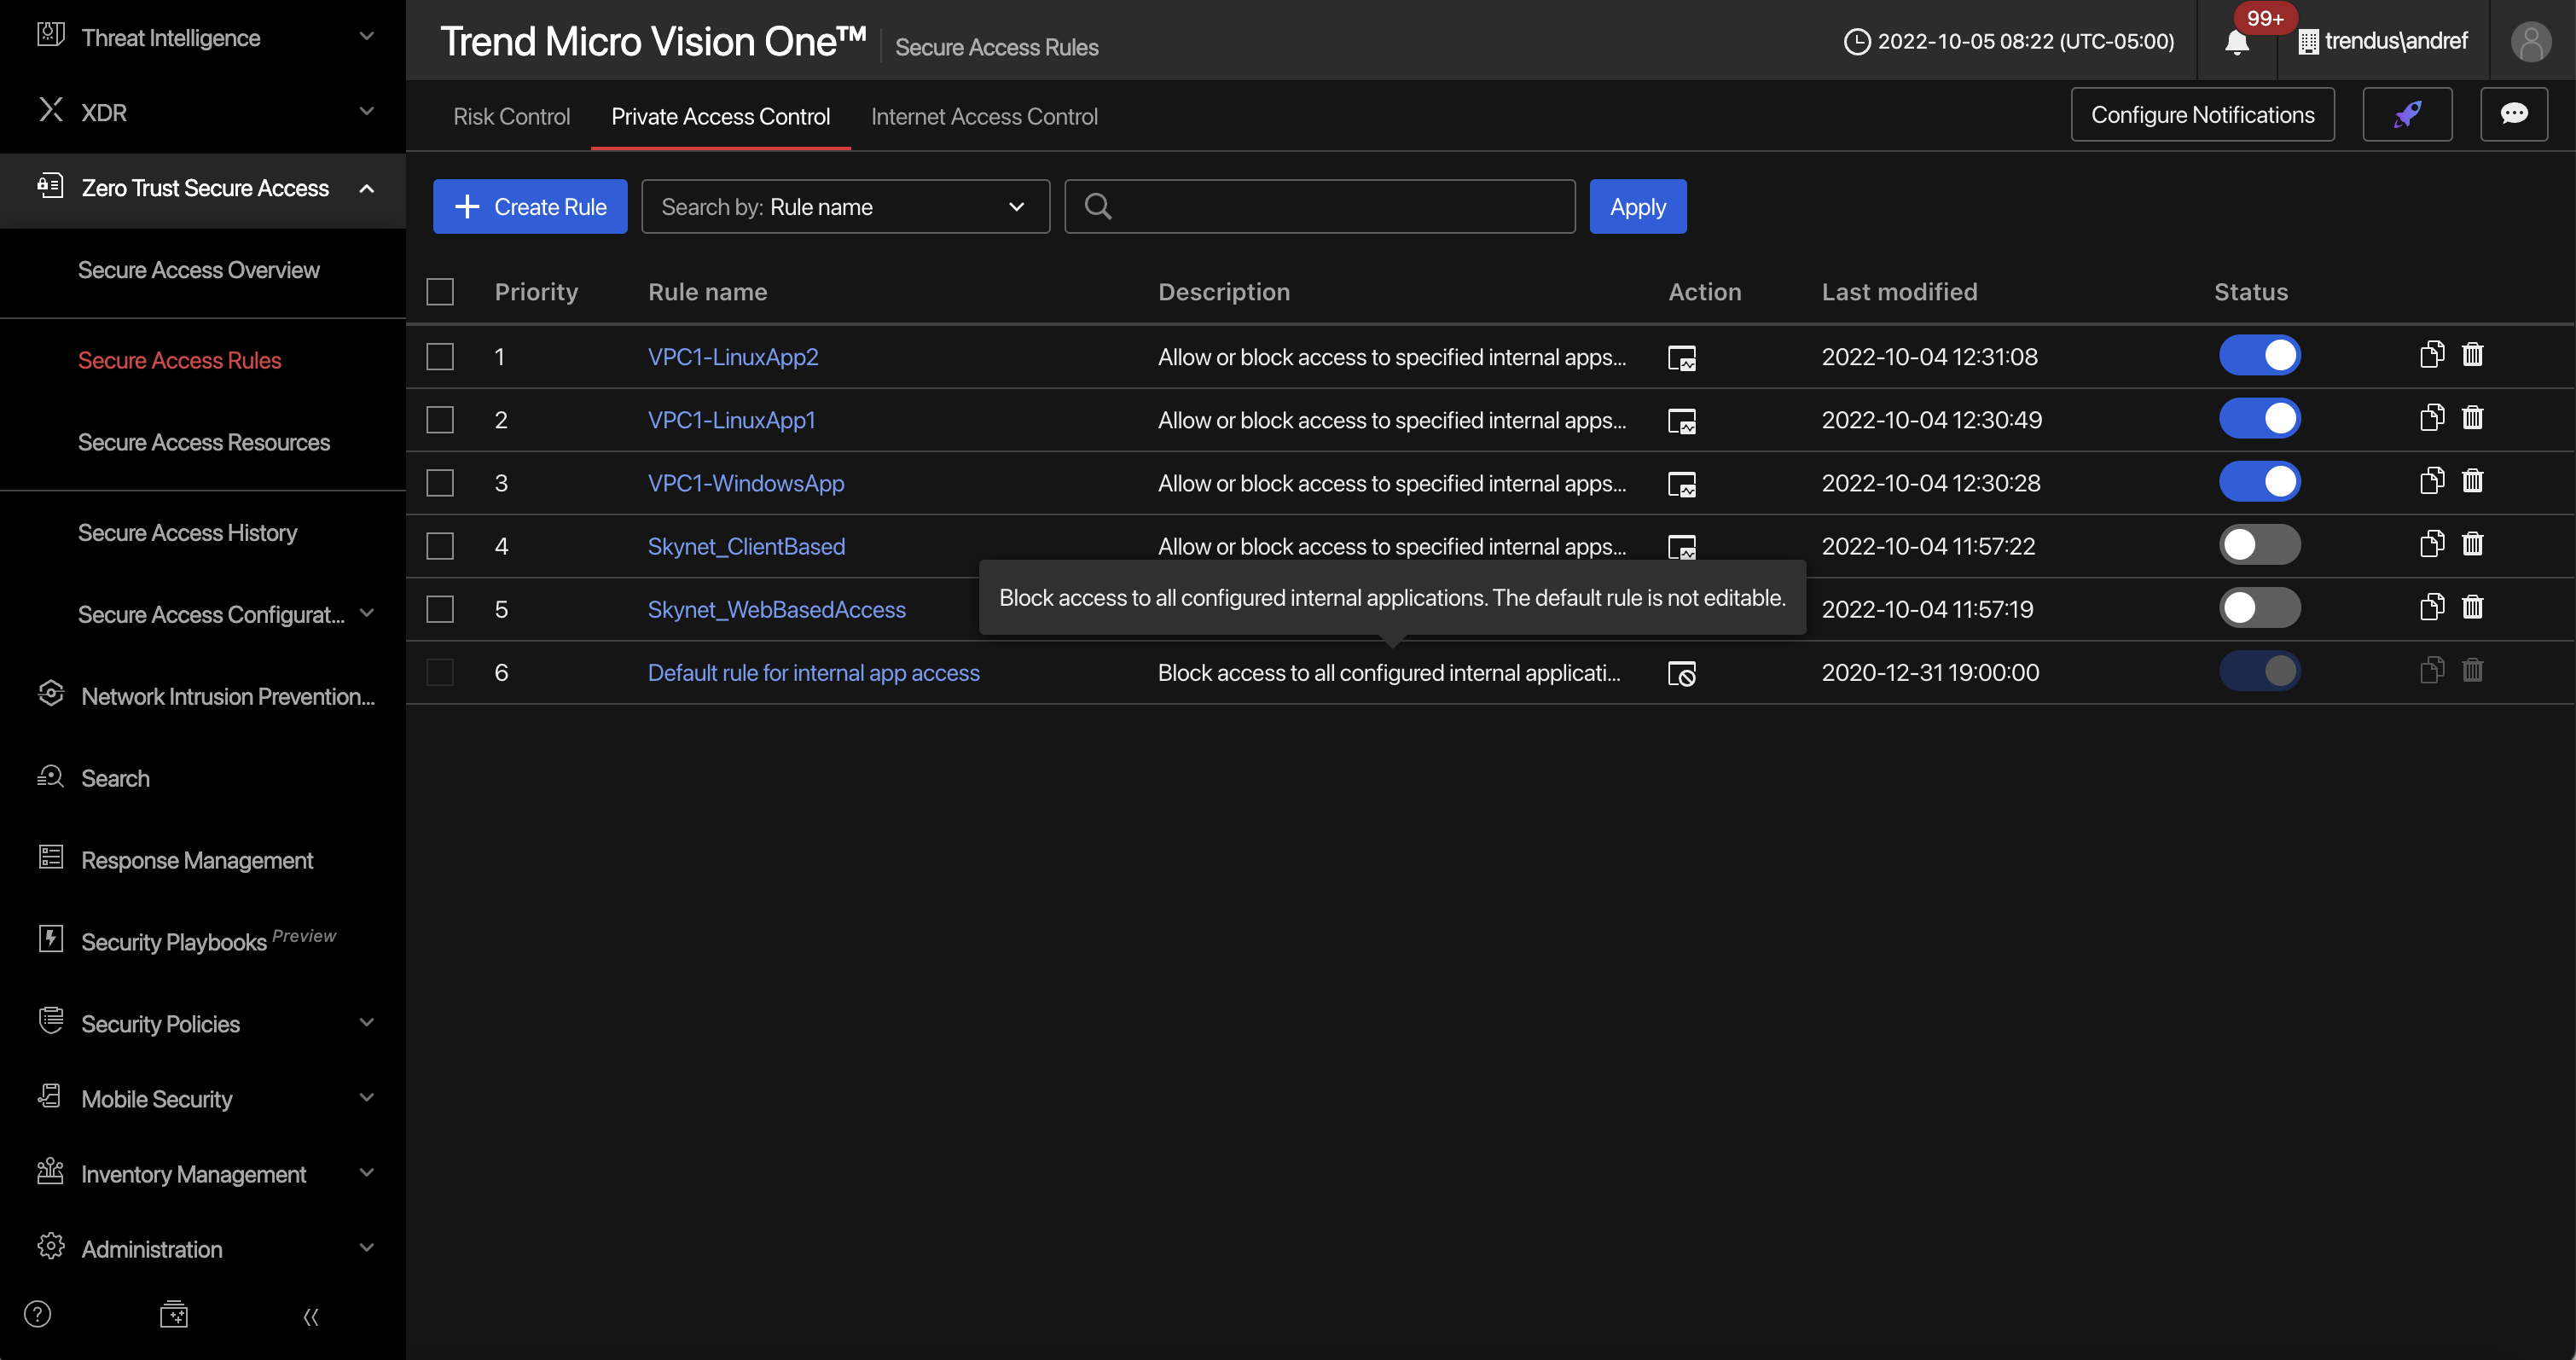 Threat Intelligence
XDR
Zero Trust Secure Access
Secure Access Overview
Secure Access Rules
Secure Access Resources
Secure Access History
Secure Access Configurat...
Network Intrusion Prevention...
Search
Response Management
Security Playbooks Preview
Security Policies
Mobile Security
Inventory Management
Administration
?
Trend Micro Vision One™ Secure Access Rules
2022-10-05 08:22 (UTC-05:00) 99+ trendus\andref
Risk Control Private Access Control Internet Access Control Configure Notifications
Create Rule Search by: Rule name Apply
Priority Rule name Description Action Last modified Status
1 VPC1-LinuxApp2 Allow or block access to specified internal apps... 2022-10-04 12:31:08
2 VPC1-LinuxApp1 Allow or block access to specified internal apps... 2022-10-04 12:30:49
3 VPC1-WindowsApp Allow or block access to specified internal apps... 2022-10-04 12:30:28
4 Skynet_ClientBased Allow or block access to specified internal apps... 2022-10-04 11:57:22
Block access to all configured internal applications. The default rule is not editable.
5 Skynet_WebBasedAccess 2022-10-04 11:57:19
6 Default rule for internal app access Block access to all configured internal applicati... 2020-12-31 19:00:00